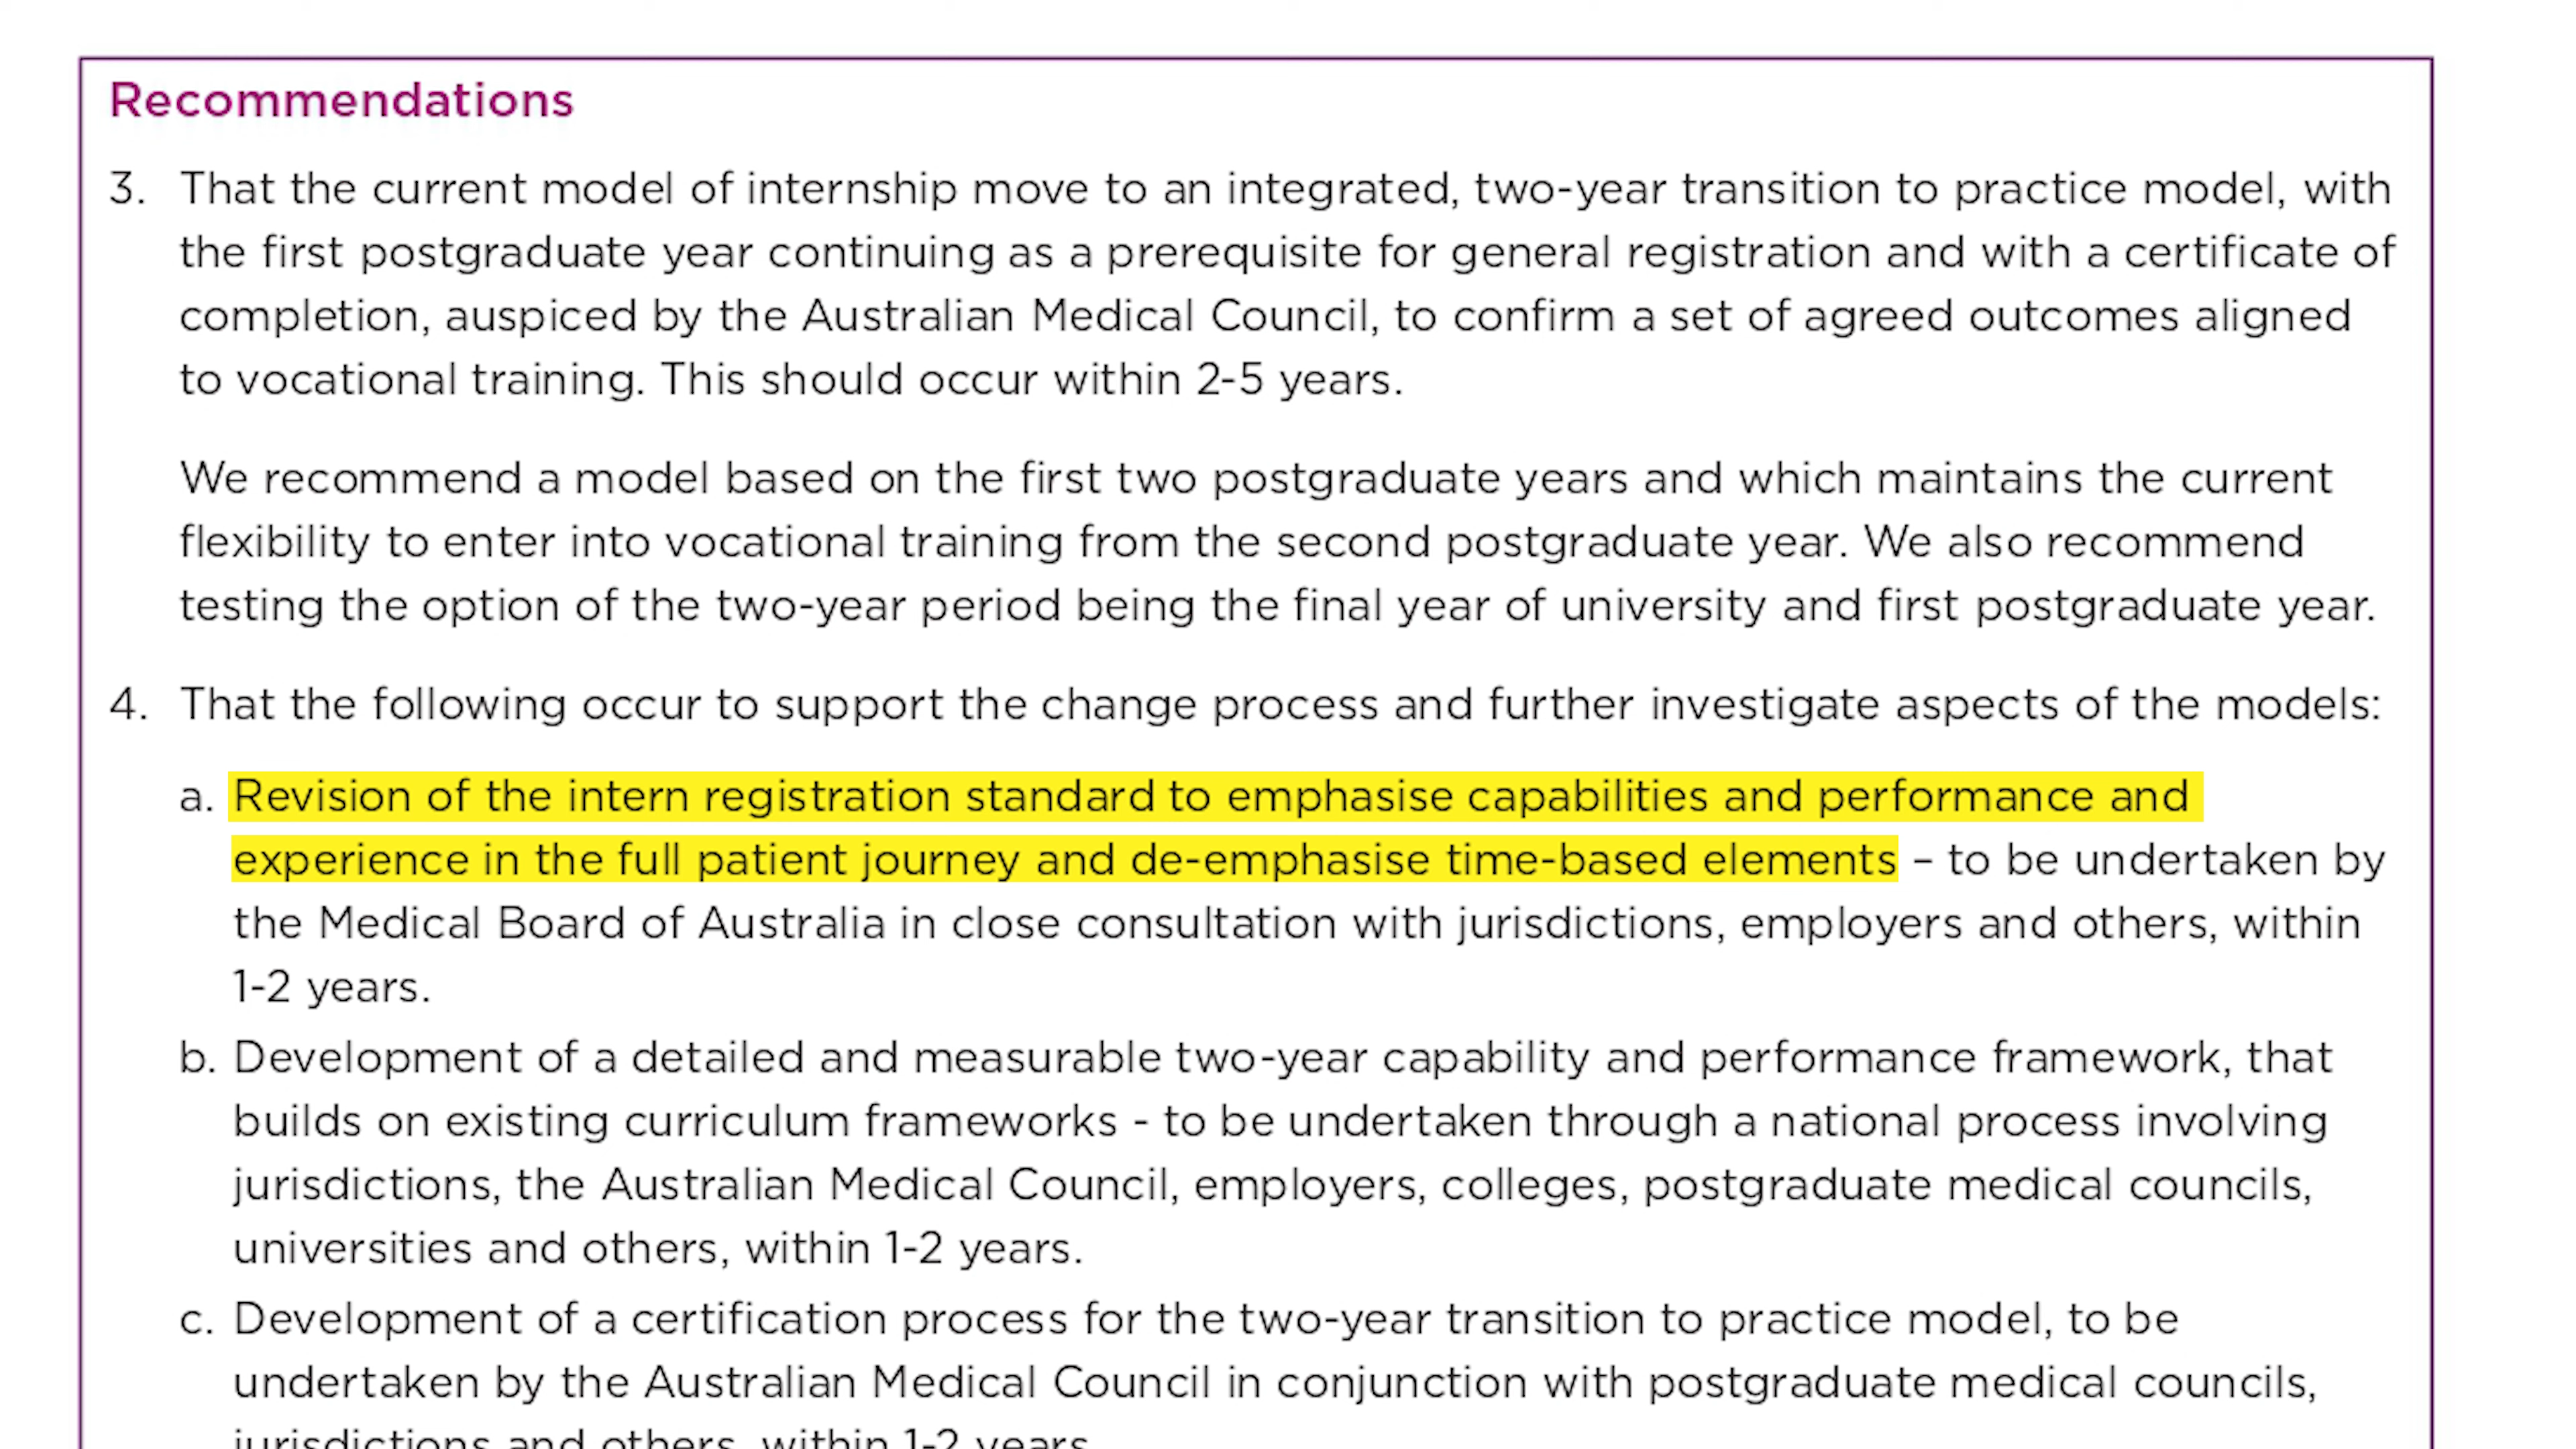 Recommendations
3. That the current model of internship move to an integrated, two-year transition to practice model, with
the first postgraduate year continuing as a prerequisite for general registration and with a certificate of
completion, auspiced by the Australian Medical Council, to confirm a set of agreed outcomes aligned
to vocational training. This should occur within 2-5 years.
We recommend a model based on the first two postgraduate years and which maintains the current
flexibility to enter into vocational training from the second postgraduate year. We also recommend
testing the option of the two-year period being the final year of university and first postgraduate year.
4. That the following occur to support the change process and further investigate aspects of the models:
a. Revision of the intern registration standard to emphasise capabilities and performance and
experience in the full patient journey and de-emphasise time-based elements – to be undertaken by
the Medical Board of Australia in close consultation with jurisdictions, employers and others, within
1-2 years.
b. Development of a detailed and measurable two-year capability and performance framework, that
builds on existing curriculum frameworks - to be undertaken through a national process involving
jurisdictions, the Australian Medical Council, employers, colleges, postgraduate medical councils,
universities and others, within 1-2 years.
c. Development of a certification process for the two-year transition to practice model, to be
undertaken by the Australian Medical Council in conjunction with postgraduate medical councils,
jurisdictions and others, within 1-2 years